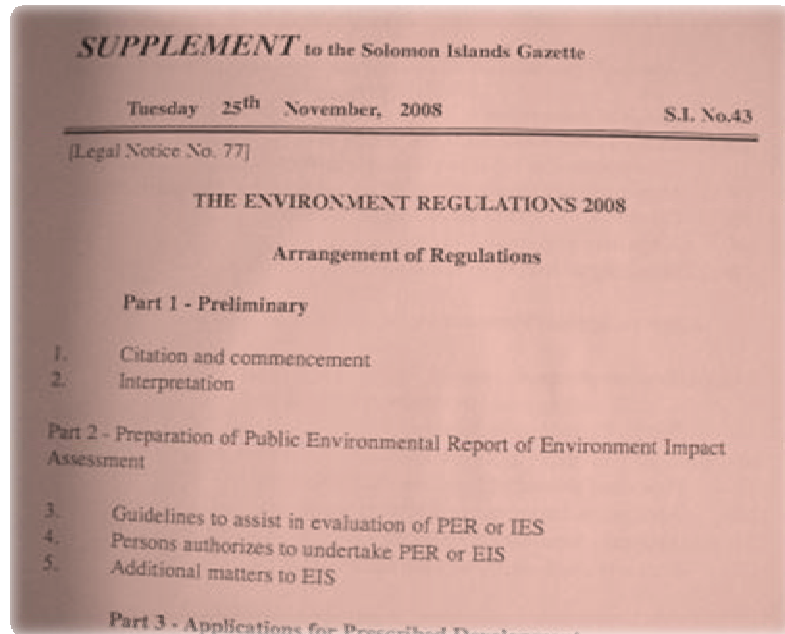 SUPPLEMENT to the Solomon Islands Gazette
Tuesday 25th November, 2008 S.I. No.43
[Legal Notice No. 77]
THE ENVIRONMENT REGULATIONS 2008
Arrangement of Regulations
Part 1 - Preliminary
1. Citation and commencement
2. Interpretation
Part 2 - Preparation of Public Environmental Report of Environment Impact
Assessment
3. Guidelines to assist in evaluation of PER or IES
4. Persons authorizes to undertake PER or EIS
5. Additional matters to EIS
Part 3 - Applications for Prescribed